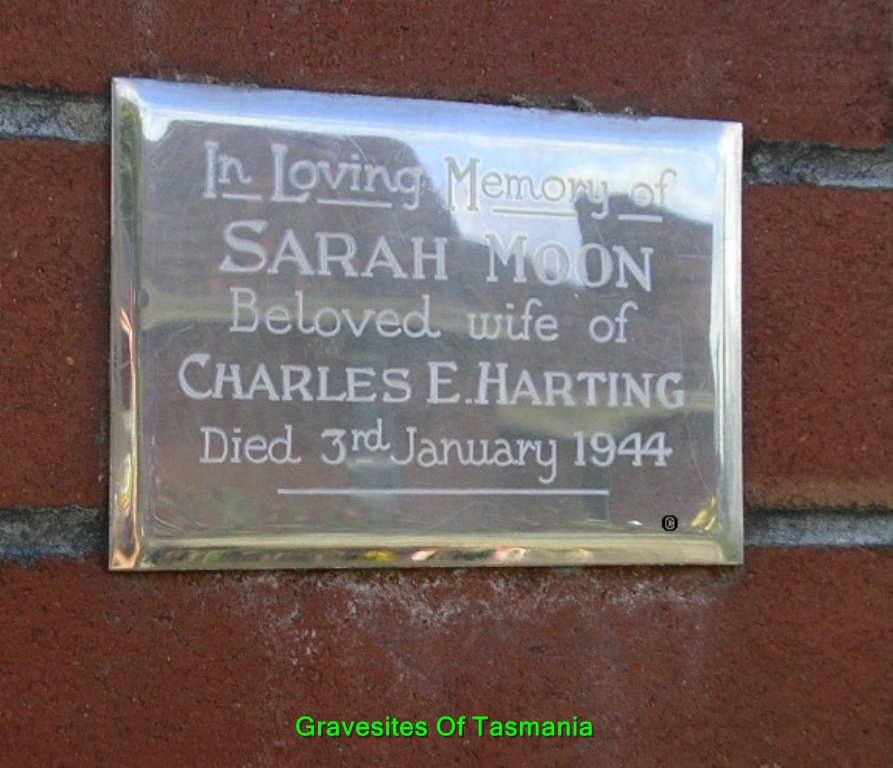 In Loving Memory of
SARAH MOON
Beloved wife of
CHARLES E. HARTING
Died 3rd January 1944
©
Gravesites Of Tasmania